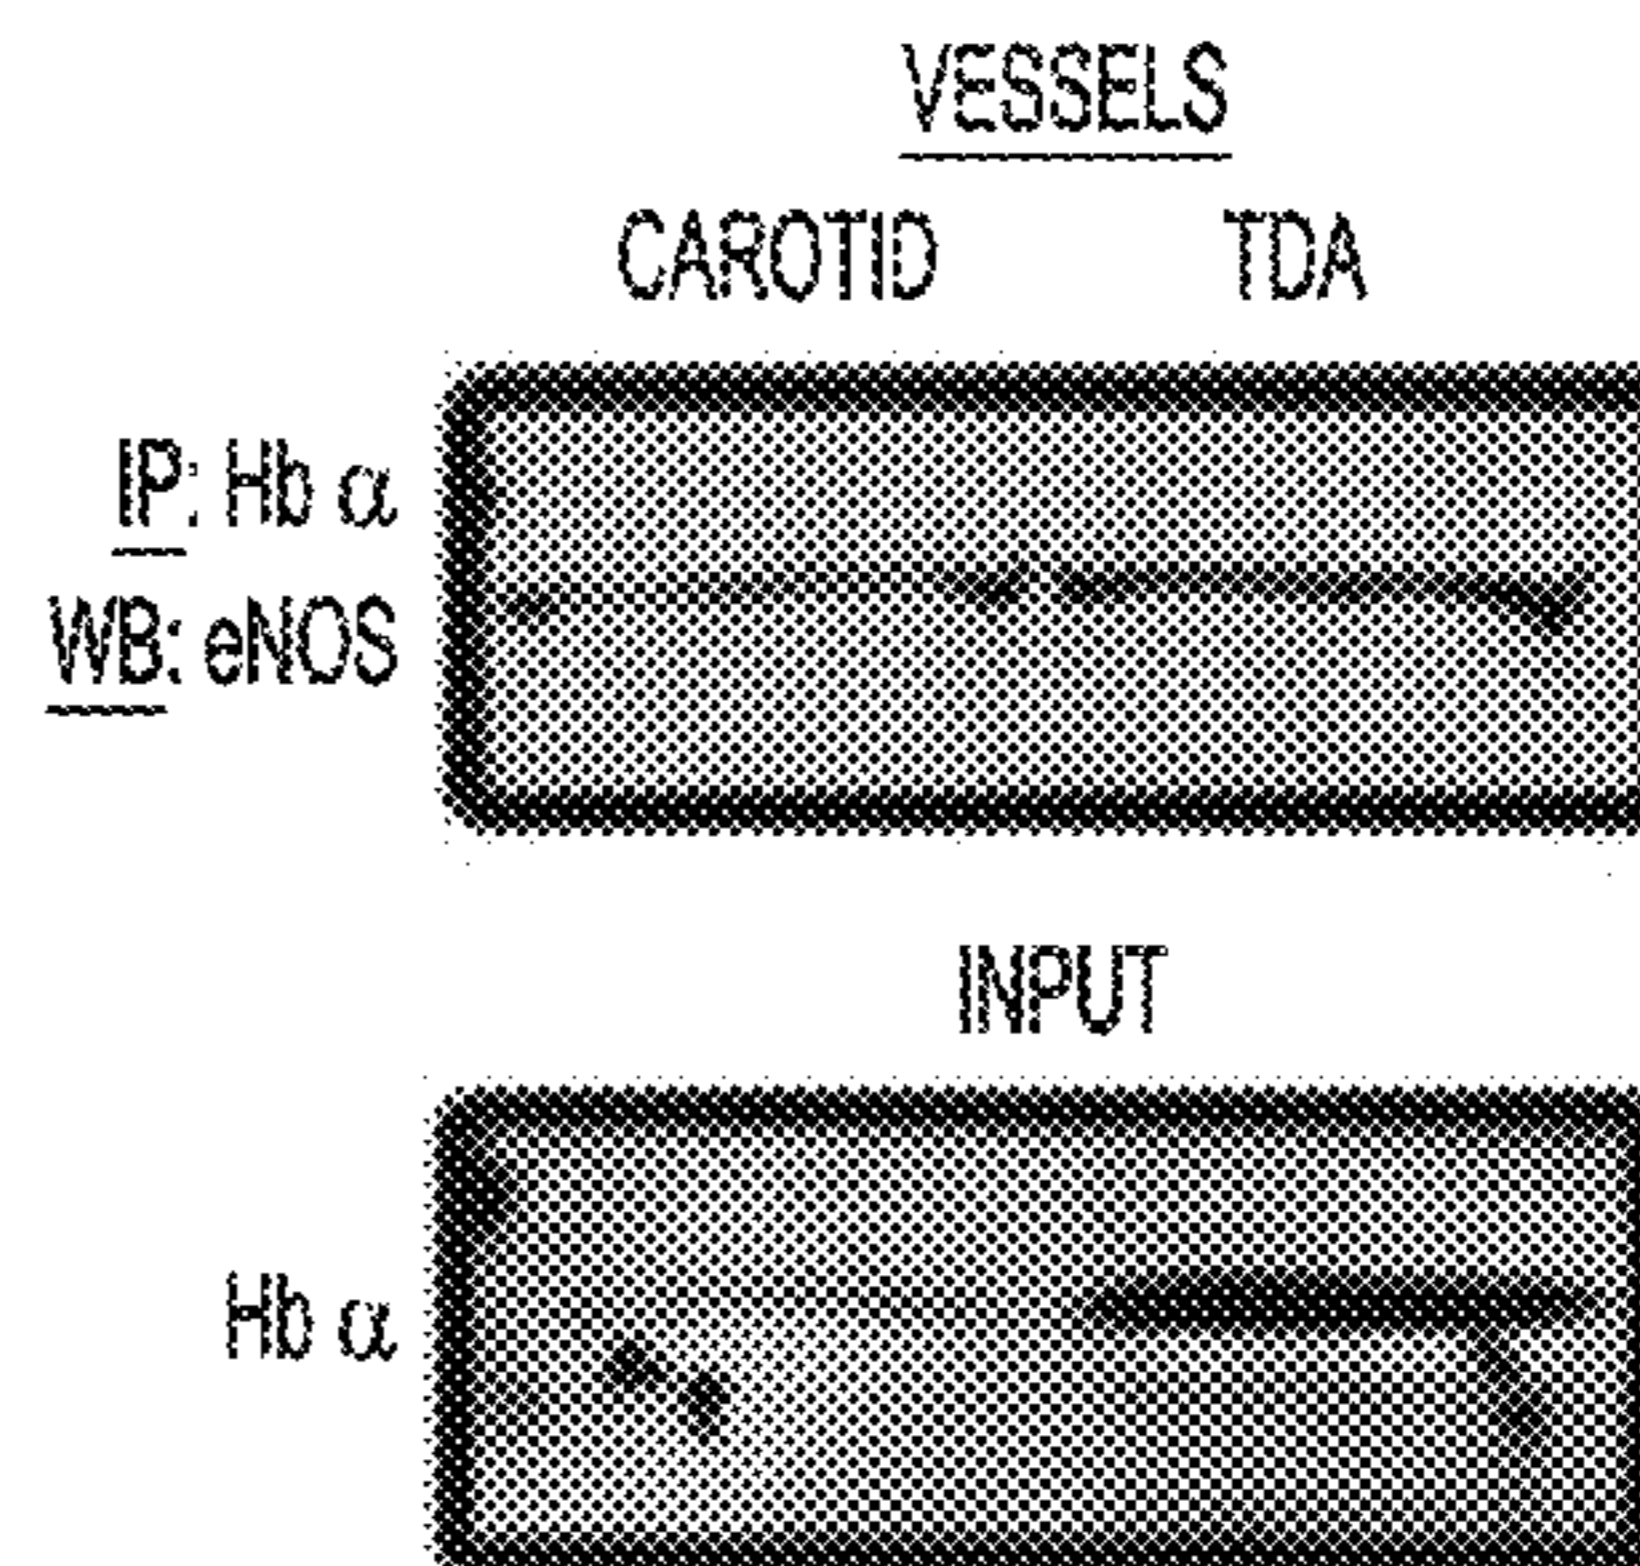 VESSELS
CAROTID TDA
IP: Hb α
WB: eNOS
INPUT
Hb α